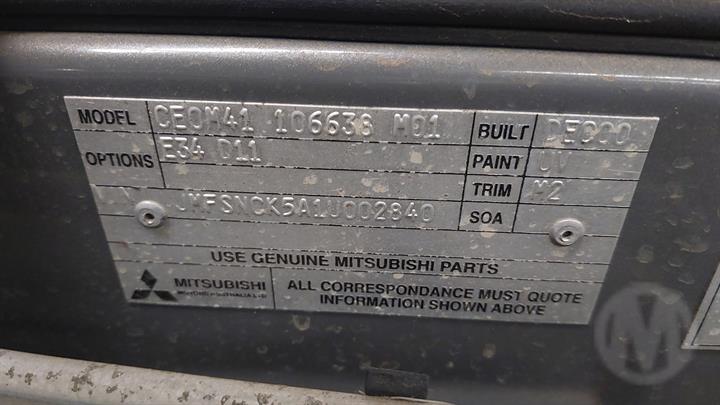 MODEL CEQM41 106638 M01 BUILT DEC00
OPTIONS E34 D11 PAINT UV
TRIM M2
JMFSNCK5A1U002840 SOA
USE GENUINE MITSUBISHI PARTS
MITSUBISHI ALL CORRESPONDANCE MUST QUOTE
INFORMATION SHOWN ABOVE
M